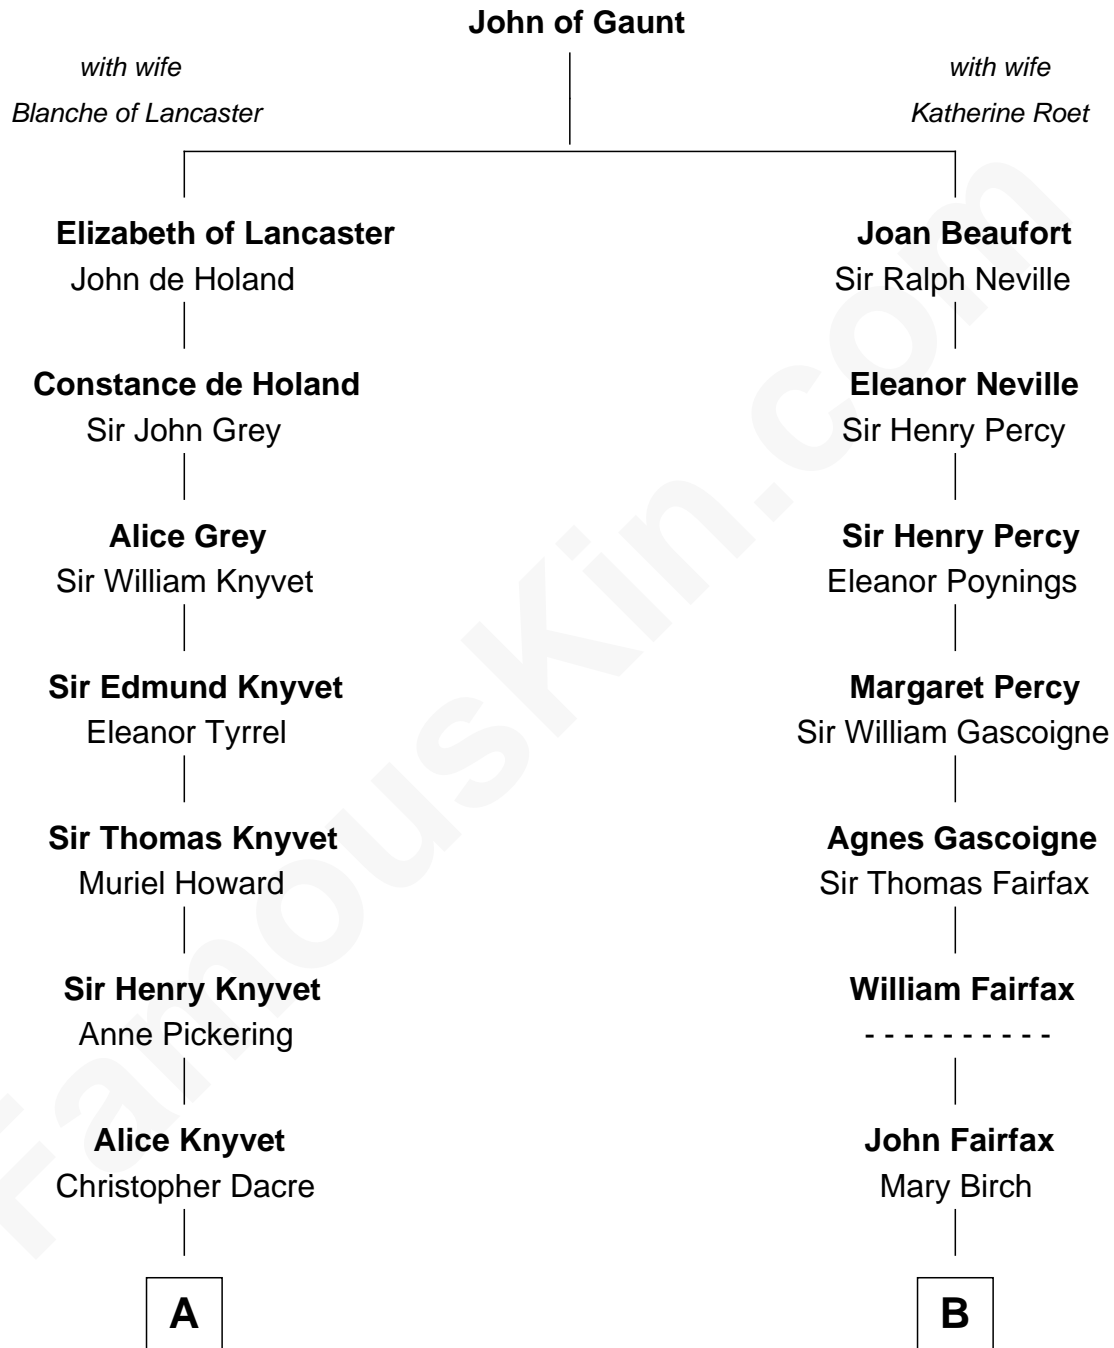 John of Gaunt
with wife
Blanche of Lancaster
with wife
Katherine Roet
Elizabeth of Lancaster
John de Holand
Joan Beaufort
Sir Ralph Neville
Constance de Holand
Sir John Grey
Eleanor Neville
Sir Henry Percy
Alice Grey
Sir William Knyvet
Sir Henry Percy
Eleanor Poynings
Sir Edmund Knyvet
Eleanor Tyrrel
Margaret Percy
Sir William Gascoigne
Sir Thomas Knyvet
Muriel Howard
Agnes Gascoigne
Sir Thomas Fairfax
Sir Henry Knyvet
Anne Pickering
William Fairfax
- - - - - - - - - -
Alice Knyvet
Christopher Dacre
John Fairfax
Mary Birch
A
B
FamousKin.com